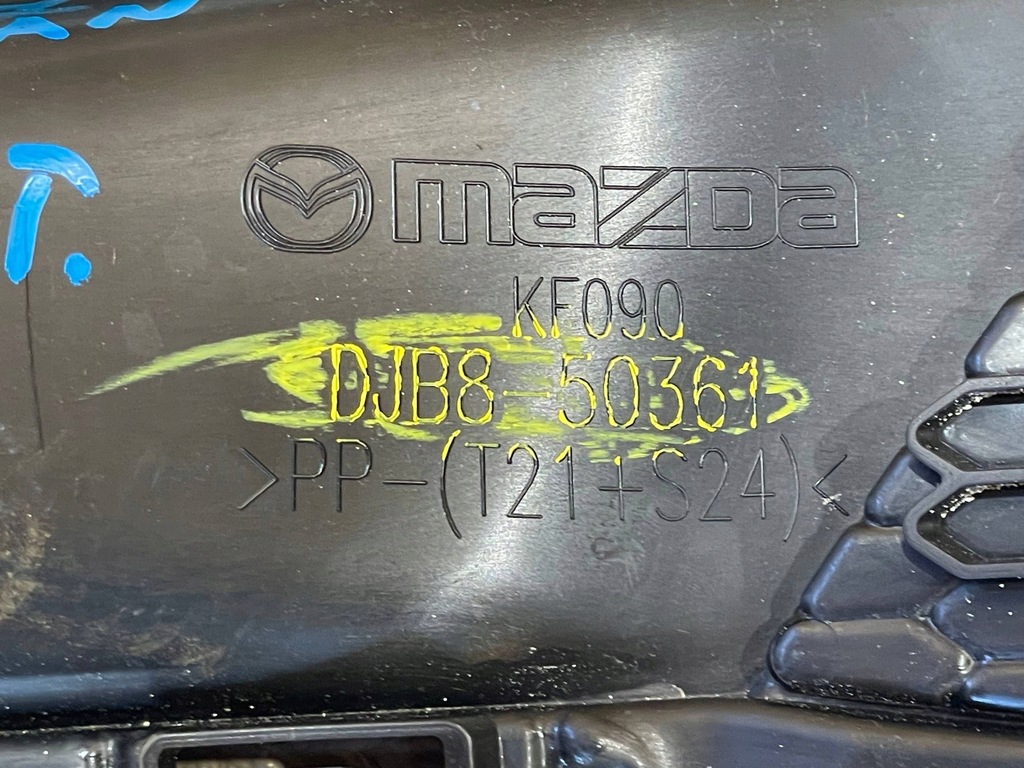 T.
mazda
KF090
DJB8-50361
>PP-(T21+S24)<